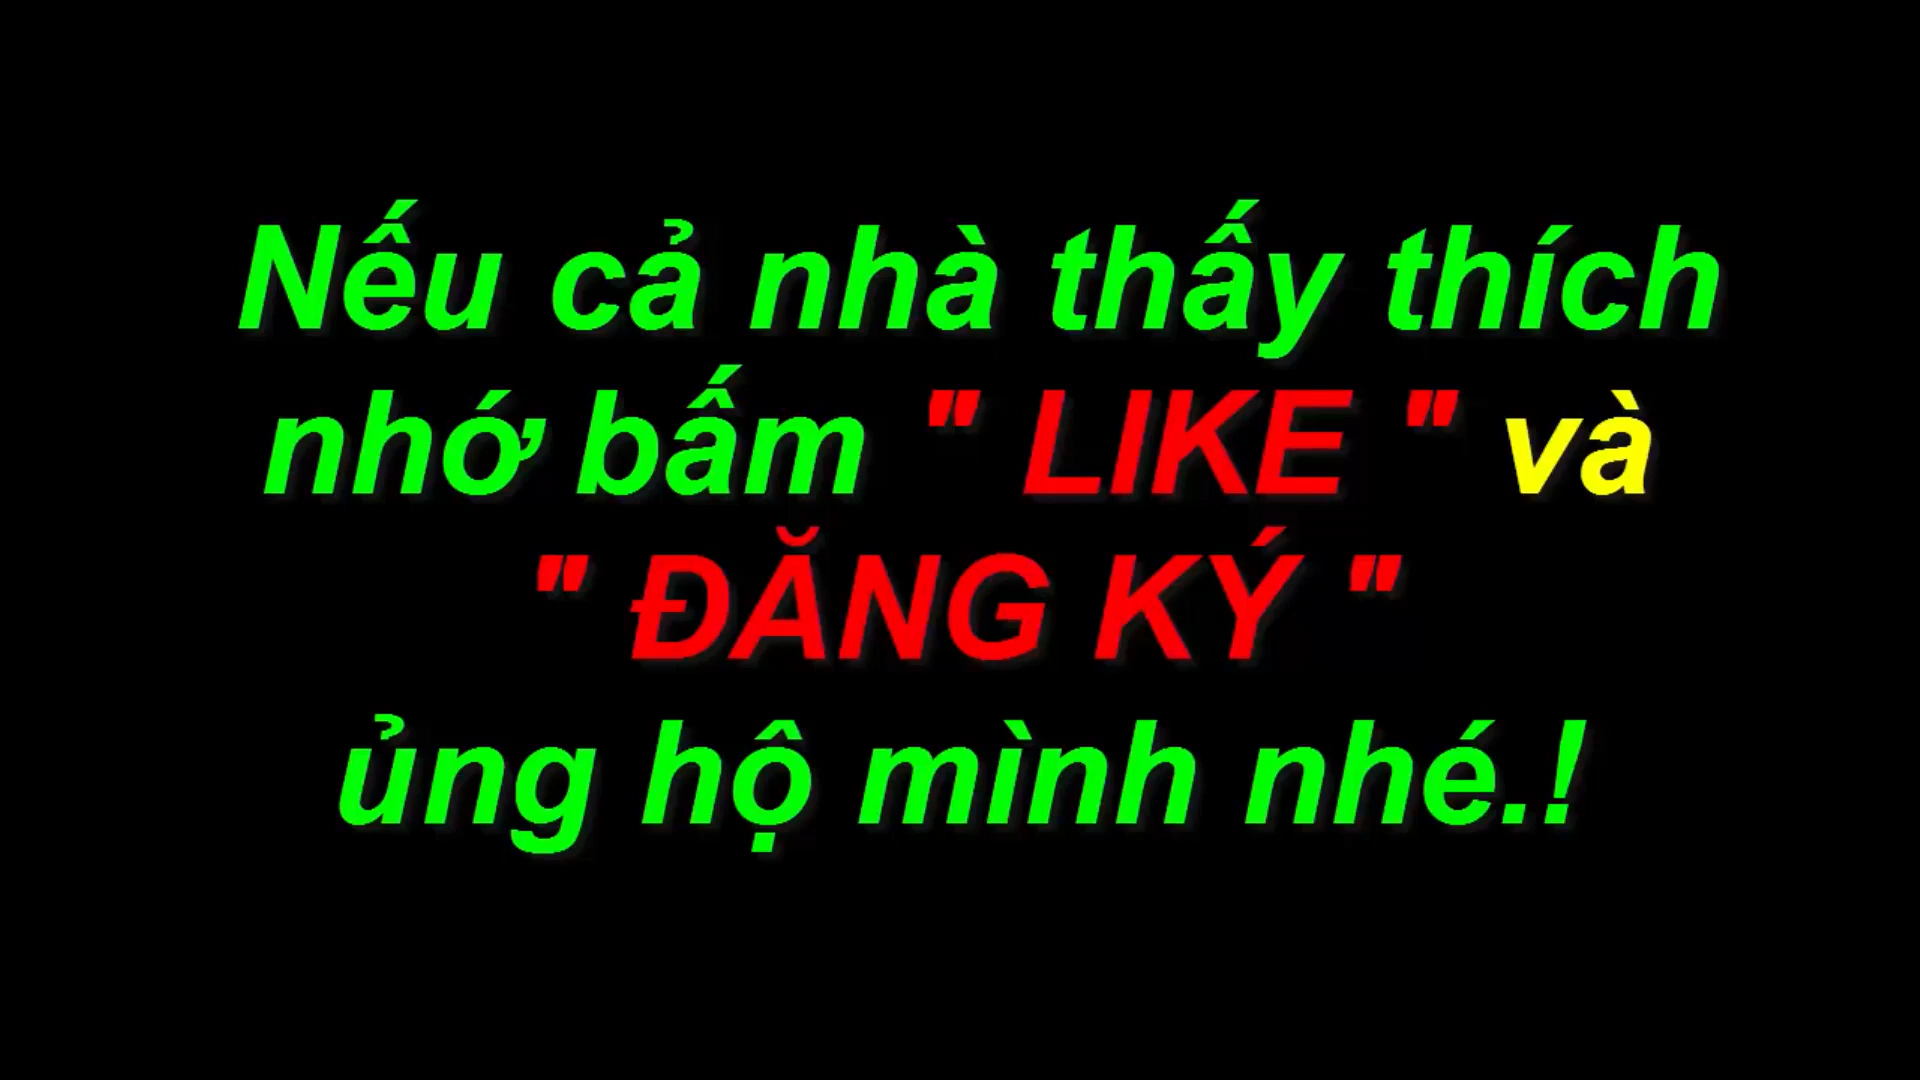 Nếu cả nhà thấy thích
nhớ bấm " LIKE " và
" ĐĂNG KÝ "
ủng hộ mình nhé.!